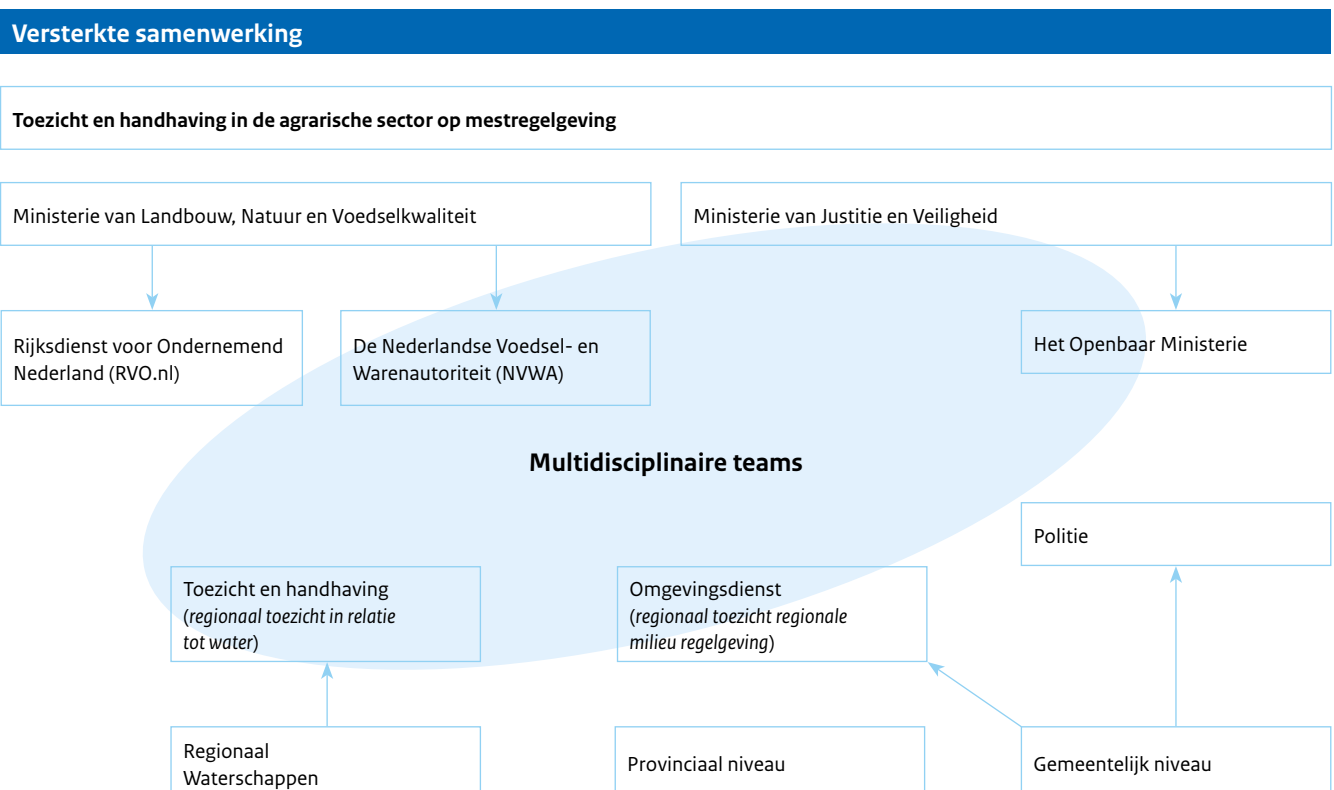 Versterkte samenwerking
Toezicht en handhaving in de agrarische sector op mestregelgeving
Ministerie van Landbouw, Natuur en Voedselkwaliteit
Ministerie van Justitie en Veiligheid
Rijksdienst voor Ondernemend
Nederland (RVO.nl)
De Nederlandse Voedsel- en
Warenautoriteit (NVWA)
Het Openbaar Ministerie
Multidisciplinaire teams
Politie
Toezicht en handhaving
(regionaal toezicht in relatie
tot water)
Omgevingsdienst
(regionaal toezicht regionale
milieu regelgeving)
Regionaal
Waterschappen
Provinciaal niveau
Gemeentelijk niveau